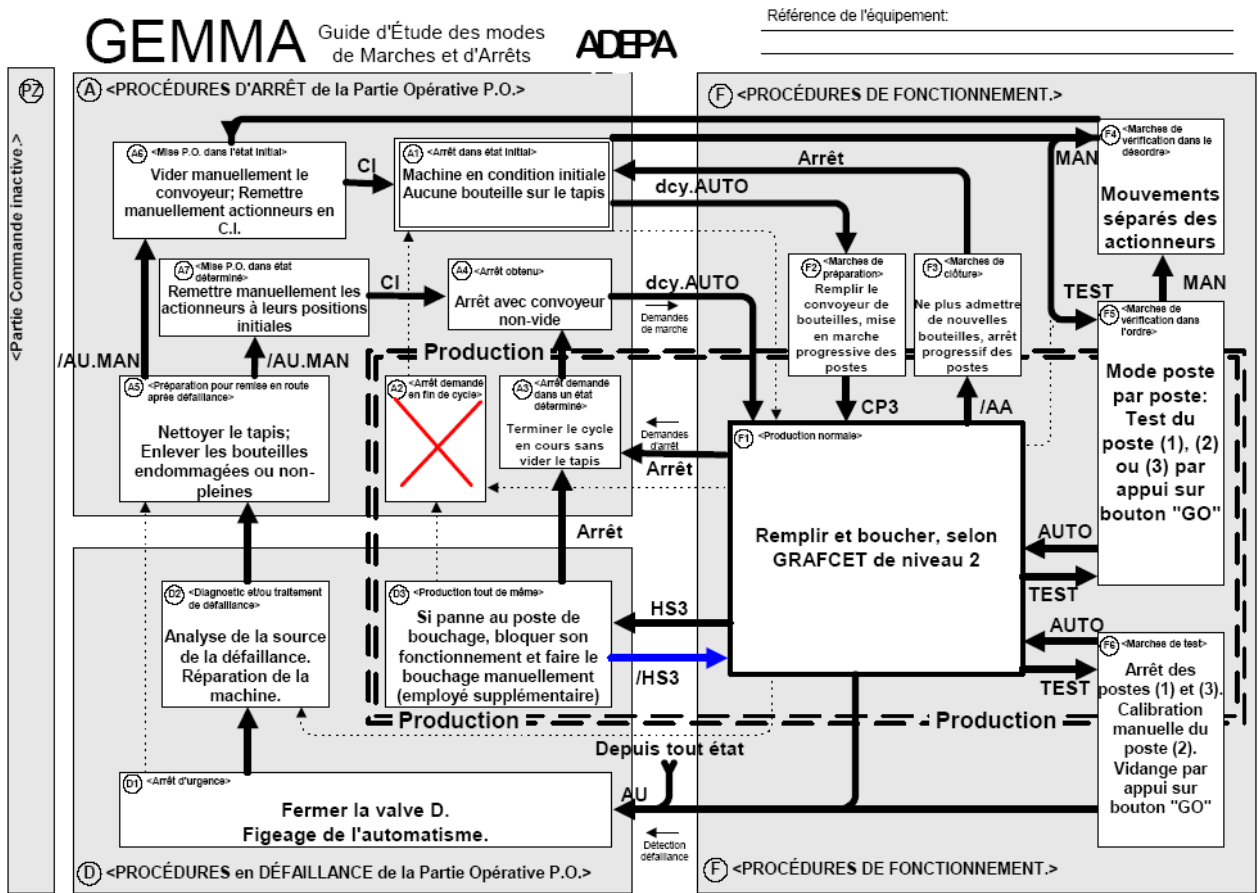 GEMMA
Guide d'Étude des modes
de Marches et d'Arrêts
ADEPA
Référence de l'équipement:
PZ
<Partie Commande inactive.>
A <PROCÉDURES D'ARRÊT de la Partie Opérative P.O.>
F <PROCÉDURES DE FONCTIONNEMENT.>
A6 <Mise P.O. dans l'état initial>
Vider manuellement le
convoyeur; Remettre
manuellement actionneurs en
C.I.
CI
A1 <Arrêt dans état initial>
Machine en condition initiale
Aucune bouteille sur le tapis
Arrêt
dcy.AUTO
MAN
F4 <Marches de
vérification dans le
désordre>
Mouvements
séparés des
actionneurs
A7 <Mise P.O. dans état
déterminé>
Remettre manuellement les
actionneurs à leurs positions
initiales
CI
A4 <Arrêt obtenu>
Arrêt avec convoyeur
non-vide
dcy.AUTO
Demandes
de marche
F2 <Marches de
préparation>
Remplir le
convoyeur de
bouteilles, mise
en marche
progressive des
postes
F3 <Marches de
clôture>
Ne plus admettre
de nouvelles
bouteilles, arrêt
progressif des
postes
TEST
MAN
F5 <Marches de
vérification dans
l'ordre>
Mode poste
par poste:
Test du
poste (1), (2)
ou (3) par
appui sur
bouton "GO"
/AU.MAN
/AU.MAN
Production
A5 <Préparation pour remise en route
après défaillance>
Nettoyer le tapis;
Enlever les bouteilles
endommagées ou non-
pleines
A2 <Arrêt demandé
en fin de cycle>
A3 <Arrêt demandé
dans un état
déterminé>
Terminer le cycle
en cours sans
vider le tapis
CP3
/AA
Demandes
d'arrêt
Arrêt
F1 <Production normale>
Remplir et boucher, selon
GRAFCET de niveau 2
AUTO
TEST
Arrêt
D2 <Diagnostic et/ou traitement
de défaillance>
Analyse de la source
de la défaillance.
Réparation de la
machine.
D3 <Production tout de même>
Si panne au poste de
bouchage, bloquer son
fonctionnement et faire le
bouchage manuellement
(employé supplémentaire)
HS3
/HS3
AUTO
TEST
F6 <Marches de test>
Arrêt des
postes (1) et (3).
Calibration
manuelle du
poste (2).
Vidange par
appui sur
bouton "GO"
Production
Production
Depuis tout état
D1 <Arrêt d'urgence>
Fermer la valve D.
Figeage de l'automatisme.
AU
Détection
défaillance
D <PROCÉDURES en DÉFAILLANCE de la Partie Opérative P.O.>
F <PROCÉDURES DE FONCTIONNEMENT.>